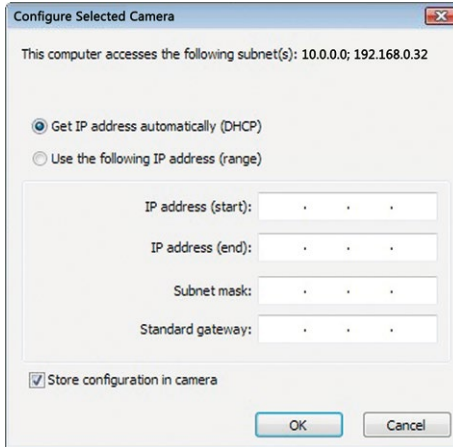 Configure Selected Camera
This computer accesses the following subnet(s): 10.0.0.0; 192.168.0.32
Get IP address automatically (DHCP)
Use the following IP address (range)
IP address (start):
IP address (end):
Subnet mask:
Standard gateway:
Store configuration in camera
OK
Cancel